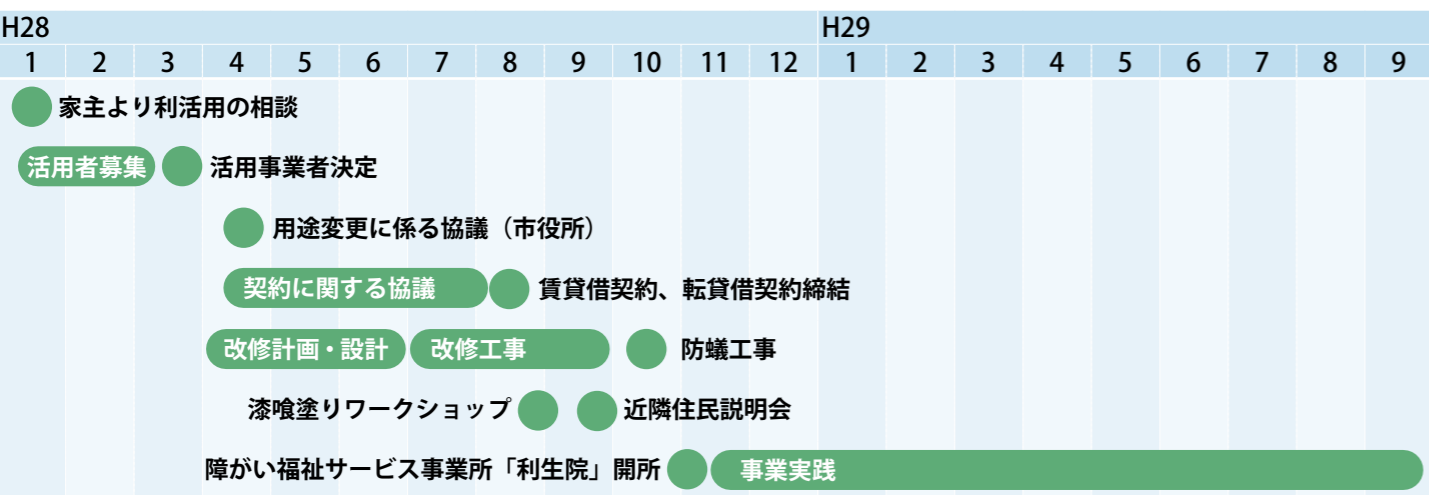 H28 H29
1 2 3 4 5 6 7 8 9 10 11 12 1 2 3 4 5 6 7 8 9
家主より利活用の相談
活用者募集 活用事業者決定
用途変更に係る協議（市役所）
契約に関する協議 賃貸借契約、転貸借契約締結
改修計画・設計 改修工事 防蟻工事
漆喰塗りワークショップ 近隣住民説明会
障がい福祉サービス事業所「利生院」開所 事業実践